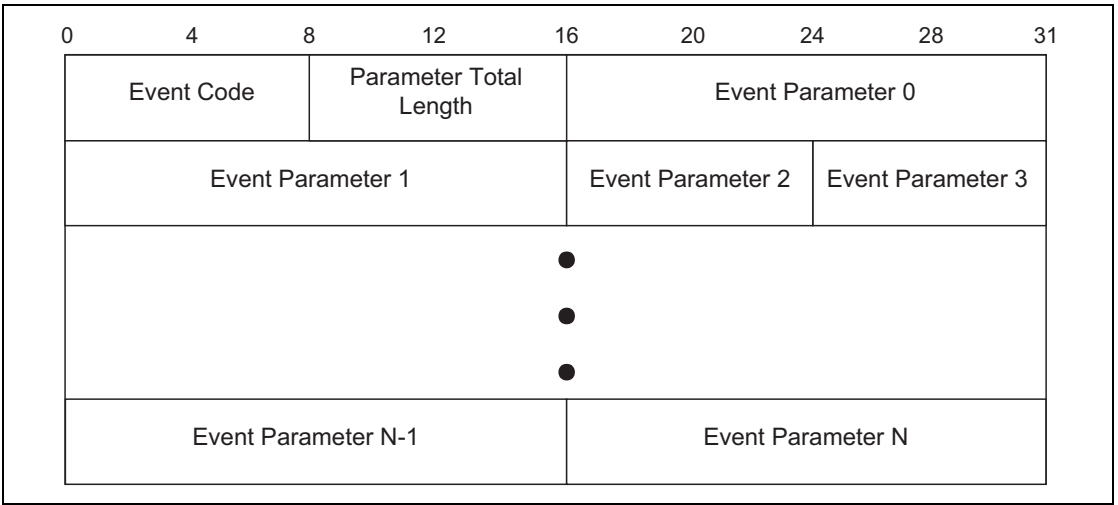 0 4 8 12 16 20 24 28 31
Event Code
Parameter Total
Length
Event Parameter 0
Event Parameter 1
Event Parameter 2
Event Parameter 3
Event Parameter N-1
Event Parameter N